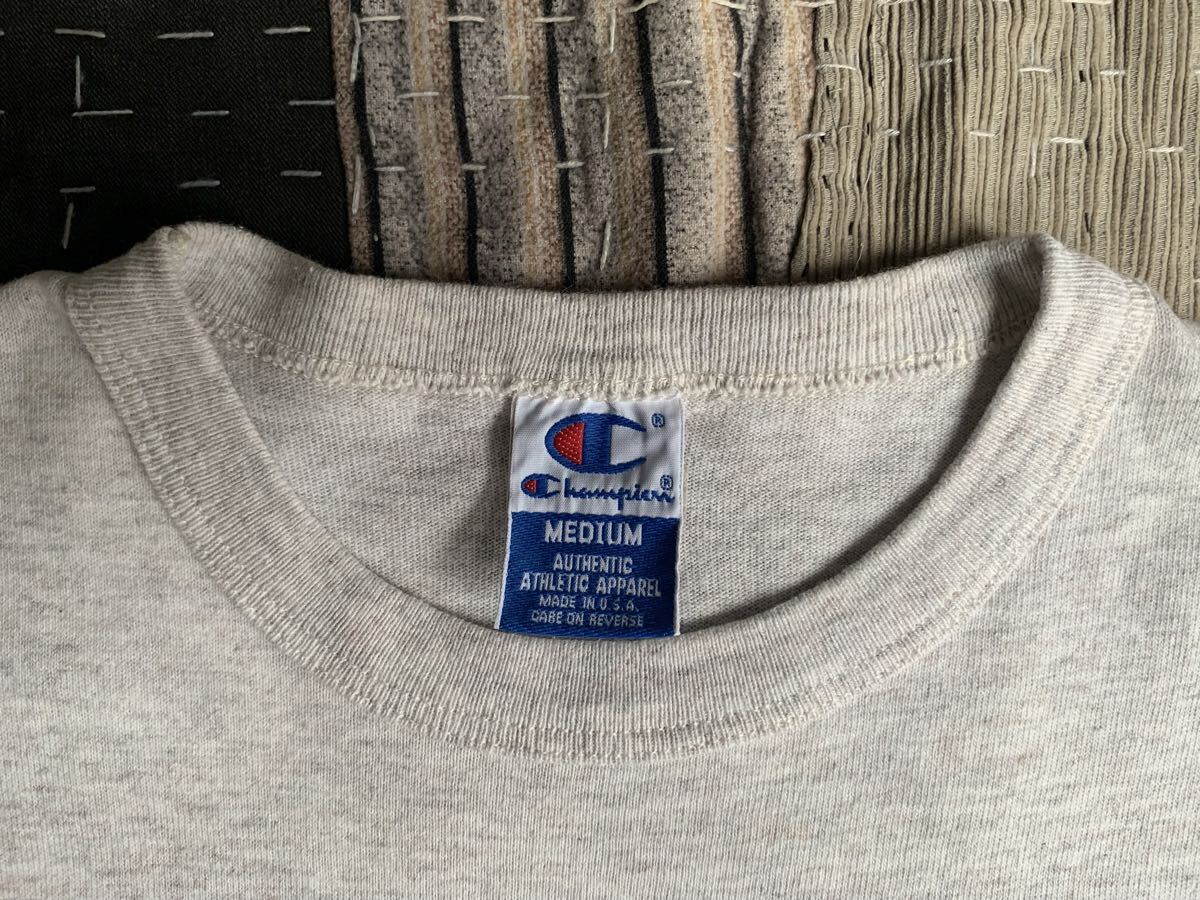 ®
Champion®
MEDIUM
AUTHENTIC
ATHLETIC APPAREL
MADE IN U.S.A.
CARE ON REVERSE